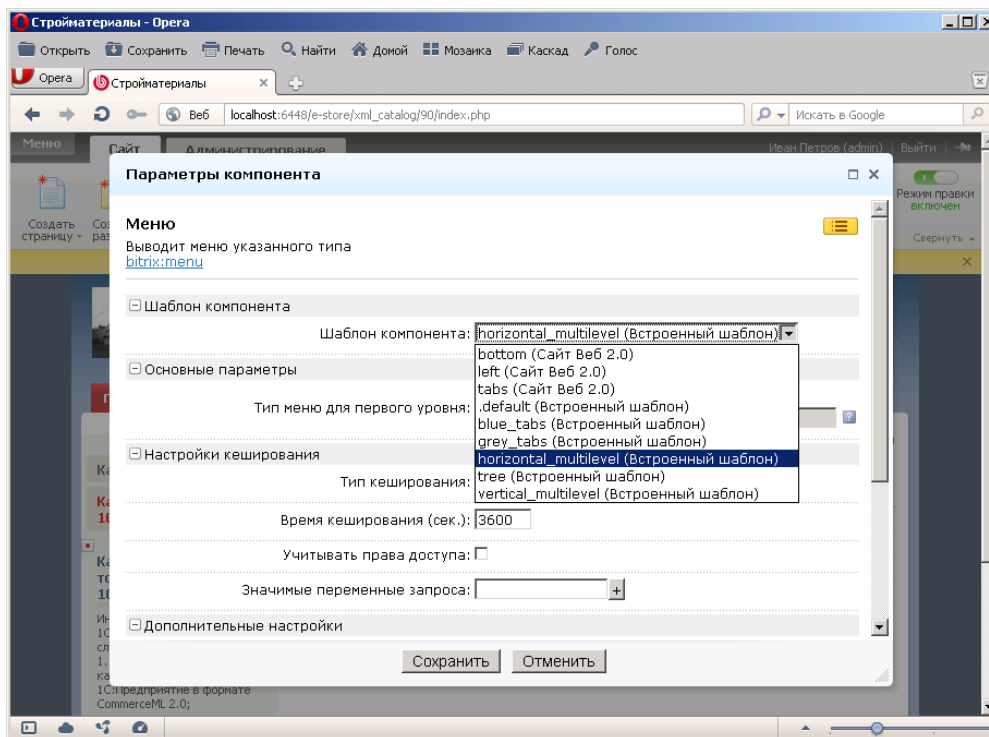 Стройматериалы - Opera
Открыть Сохранить Печать Найти Домой Мозаика Каскад Голос
Opera Стройматериалы
Веб localhost:6448/e-store/xml_catalog/90/index.php Искать в Google
Меню Сайт Администрирование Иван Петров (admin) Выйти
Параметры компонента
Создать страницу
Режим правки
включен
Свернуть
Меню
Выводит меню указанного типа
bitrix:menu
Шаблон компонента
Шаблон компонента: horizontal_multilevel (Встроенный шаблон)
bottom (Сайт Веб 2.0)
left (Сайт Веб 2.0)
tabs (Сайт Веб 2.0)
.default (Встроенный шаблон)
blue_tabs (Встроенный шаблон)
grey_tabs (Встроенный шаблон)
horizontal_multilevel (Встроенный шаблон)
tree (Встроенный шаблон)
vertical_multilevel (Встроенный шаблон)
Основные параметры
Тип меню для первого уровня:
Настройки кеширования
Тип кеширования:
Время кеширования (сек.): 3600
Учитывать права доступа:
Значимые переменные запроса: +
Дополнительные настройки
Сохранить Отменить
1С:Предприятие в формате
CommerceML 2.0;